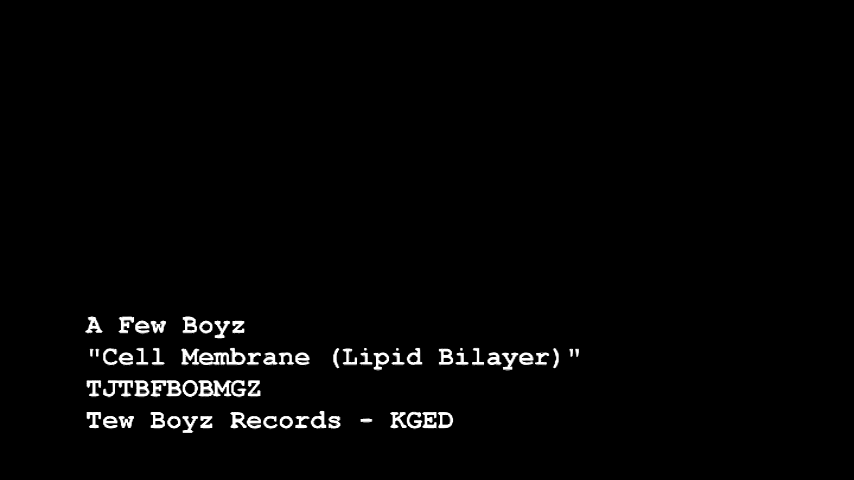 A Few Boyz
"Cell Membrane (Lipid Bilayer)"
TJTBFBOBMGZ
Tew Boyz Records - KGED